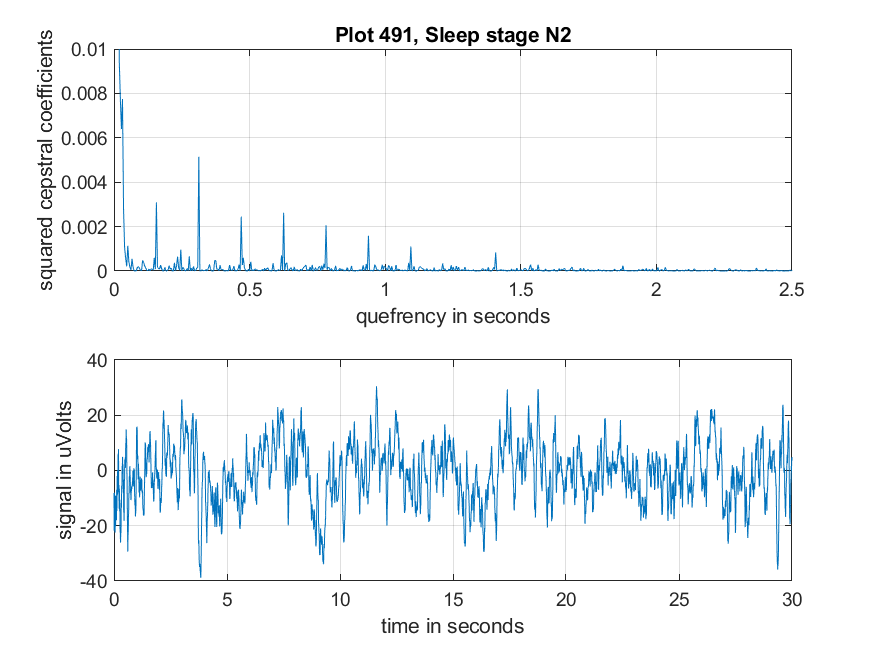 Plot 491, Sleep stage N2
squared cepstral coefficients
0.01
0.008
0.006
0.004
0.002
0
0 0.5 1 1.5 2 2.5
quefrency in seconds
signal in uVolts
40
20
0
-20
-40
0 5 10 15 20 25 30
time in seconds